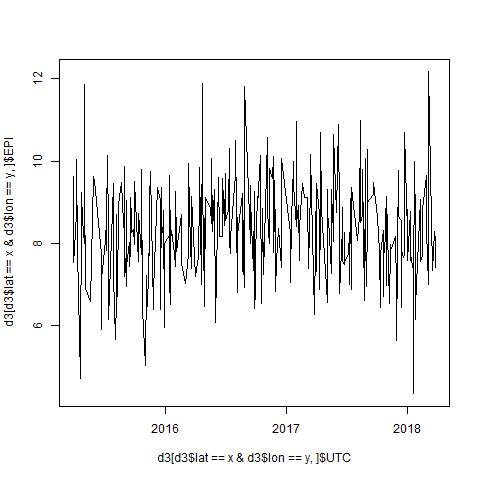 12
10
8
6
d3[d3$lat == x & d3$lon == y, ]$EPI
2016 2017 2018
d3[d3$lat == x & d3$lon == y, ]$UTC